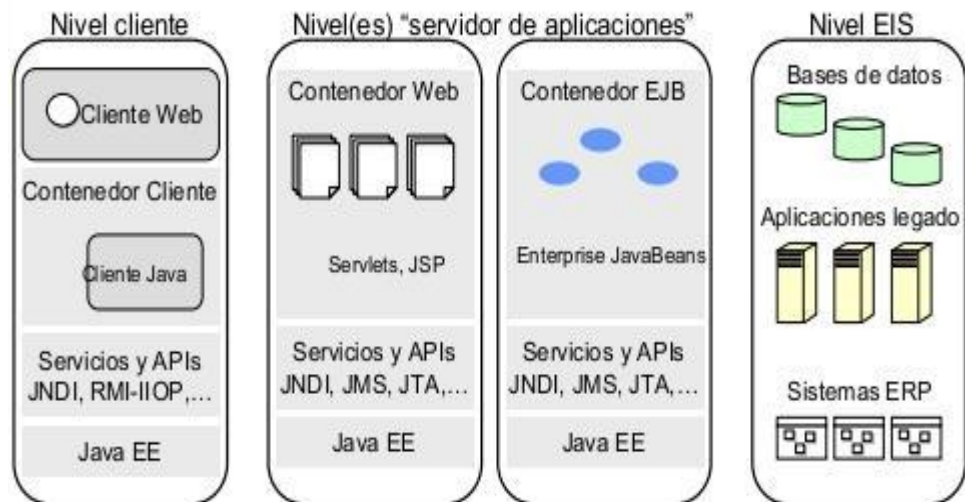 Nivel cliente
Cliente Web
Contenedor Cliente
Cliente Java
Servicios y APIs
JNDI, RMI-IIOP,...
Java EE
Nivel(es) “servidor de aplicaciones”
Contenedor Web
Servlets, JSP
Servicios y APIs
JNDI, JMS, JTA,...
Java EE
Contenedor EJB
Enterprise JavaBeans
Servicios y APIs
JNDI, JMS, JTA,...
Java EE
Nivel EIS
Bases de datos
Aplicaciones legado
Sistemas ERP